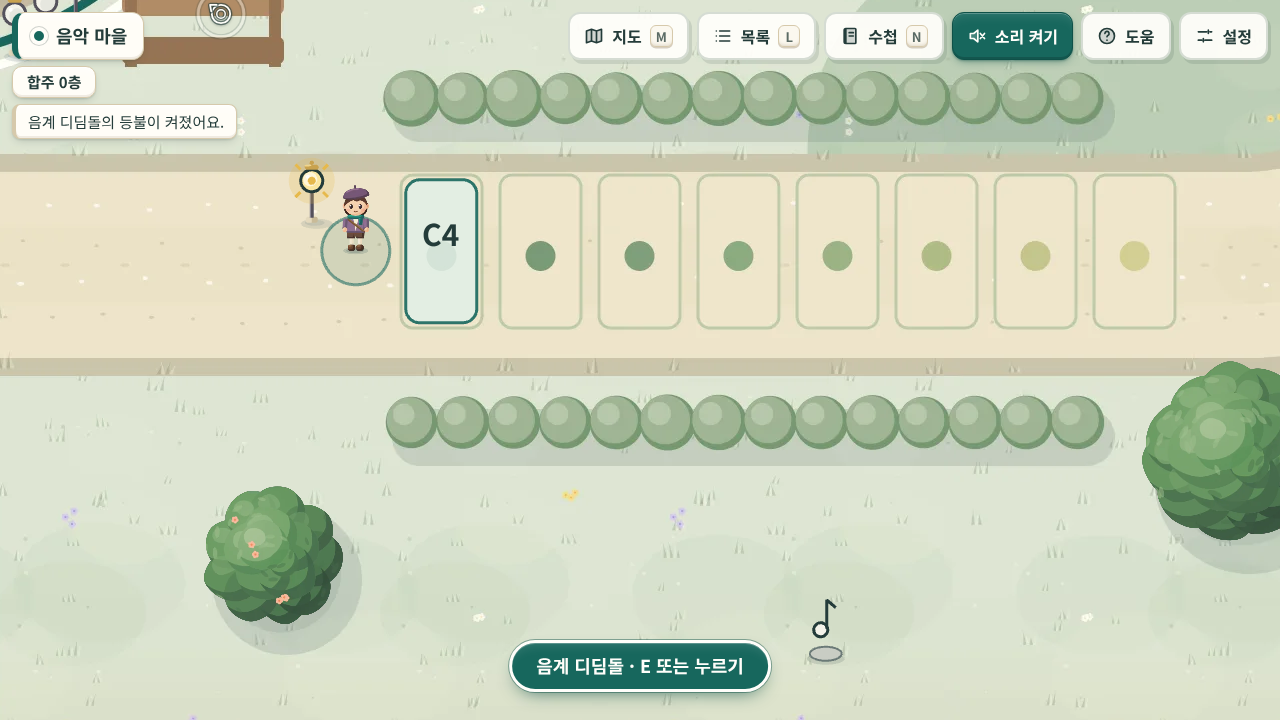 음악 마을
지도 M
목록 L
수첩 N
소리 켜기
도움
설정
합주 0층
음계 디딤돌의 등불이 켜졌어요.
C4
음계 디딤돌 · E 또는 누르기